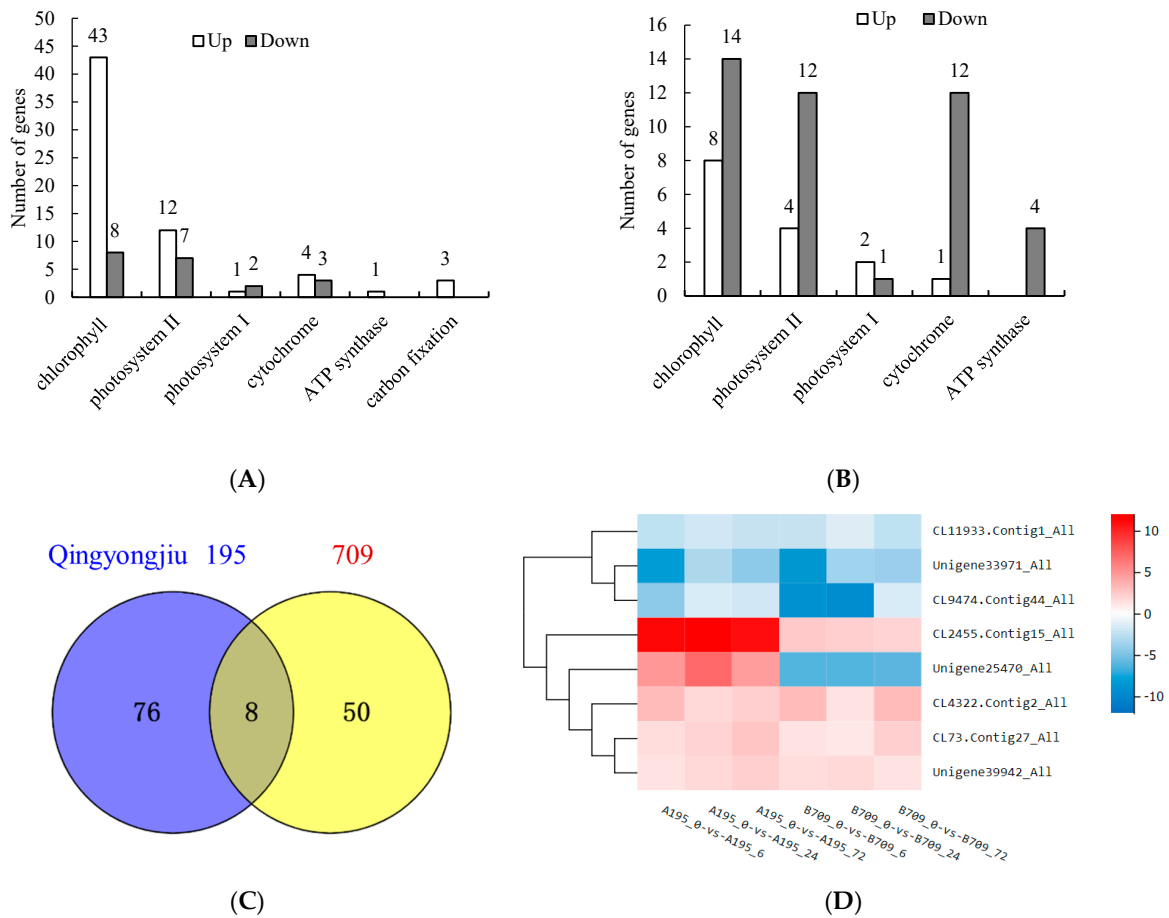 50
45
40
35
30
25
20
15
10
5
0
Number of genes
Up Down
43
8
12
7
1
2
4
3
1
3
chlorophyll
photosystem II
photosystem I
cytochrome
ATP synthase
carbon fixation
(A)
16
14
12
10
8
6
4
2
0
Number of genes
Up Down
8
14
4
12
2
1
1
12
4
chlorophyll
photosystem II
photosystem I
cytochrome
ATP synthase
(B)
Qingyongjiu 195 709
76 8 50
(C)
CL11933.Contig1_All
Unigene33971_All
CL9474.Contig44_All
CL2455.Contig15_All
Unigene25470_All
CL4322.Contig2_All
CL73.Contig27_All
Unigene39942_All
A195_0-vs-A195_6
A195_0-vs-A195_24
A195_0-vs-A195_72
B709_0-vs-B709_6
B709_0-vs-B709_24
B709_0-vs-B709_72
10
5
0
-5
-10
(D)